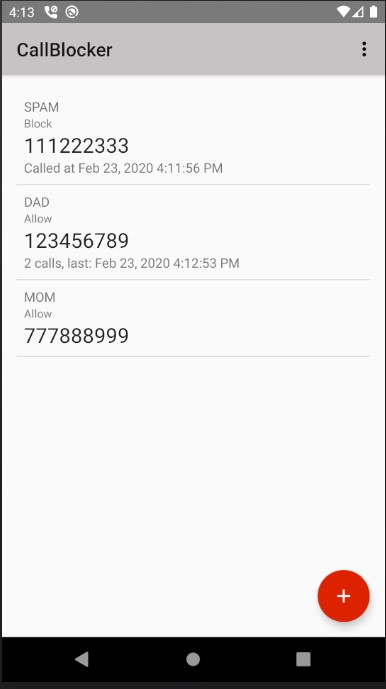 4:13
CallBlocker
SPAM
Block
111222333
Called at Feb 23, 2020 4:11:56 PM
DAD
Allow
123456789
2 calls, last: Feb 23, 2020 4:12:53 PM
MOM
Allow
777888999
+